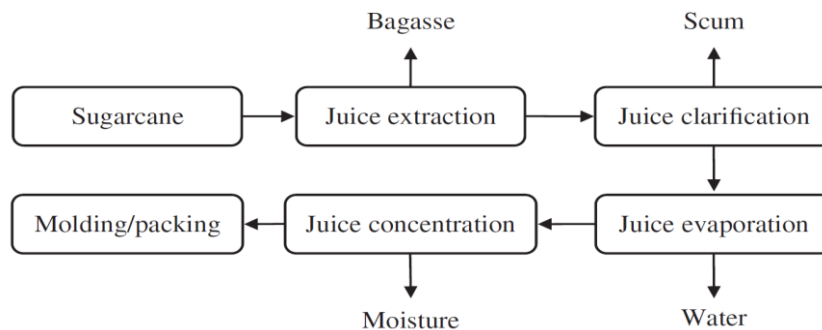 Bagasse
Scum
Sugarcane
Juice extraction
Juice clarification
Molding/packing
Juice concentration
Juice evaporation
Moisture
Water